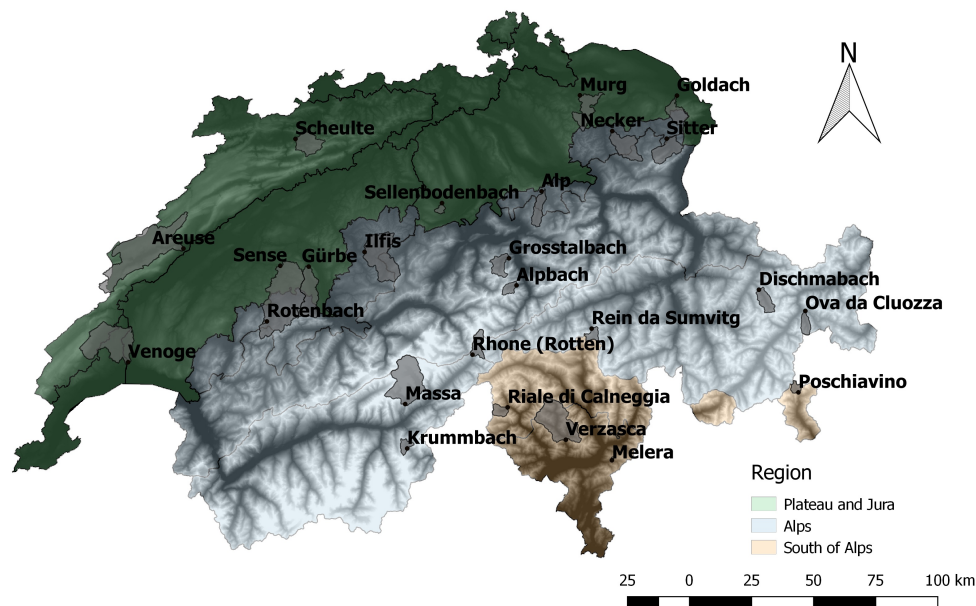 N
Murg
Goldach
Scheulte
Necker
Sitter
Sellenbodenbach
Alp
Areuse
Sense
Gürbe
Ilfis
Grosstalbach
Alpbach
Dischmabach
Ova da Cluozza
Rotenbach
Rein da Sumvitg
Venoge
Rhone (Rotten)
Massa
Riale di Calneggia
Poschiavino
Krummbach
Verzasca
Melera
Region
Plateau and Jura
Alps
South of Alps
25 0 25 50 75 100 km